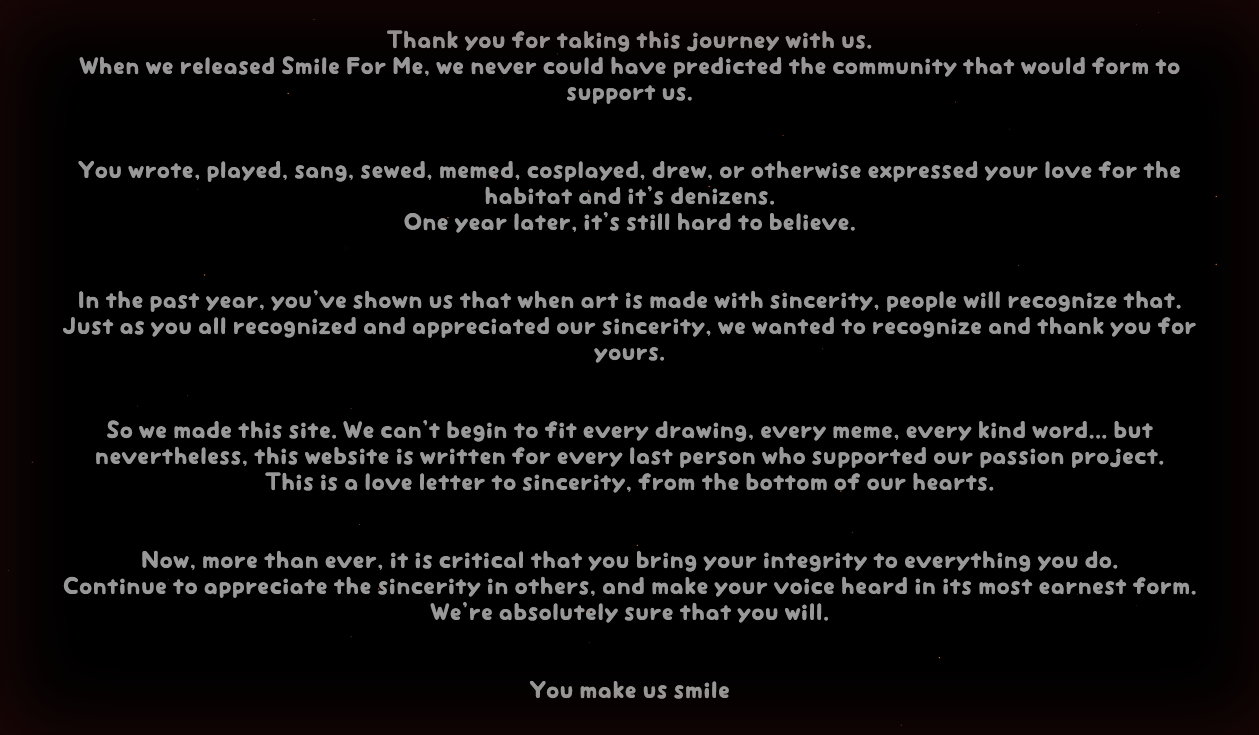 Thank you for taking this journey with us.
When we released Smile For Me, we never could have predicted the community that would form to
support us.
You wrote, played, sang, sewed, memed, cosplayed, drew, or otherwise expressed your love for the
habitat and it's denizens.
One year later, it's still hard to believe.
In the past year, you've shown us that when art is made with sincerity, people will recognize that.
Just as you all recognized and appreciated our sincerity, we wanted to recognize and thank you for
yours.
So we made this site. We can't begin to fit every drawing, every meme, every kind word... but
nevertheless, this website is written for every last person who supported our passion project.
This is a love letter to sincerity, from the bottom of our hearts.
Now, more than ever, it is critical that you bring your integrity to everything you do.
Continue to appreciate the sincerity in others, and make your voice heard in its most earnest form.
We're absolutely sure that you will.
You make us smile